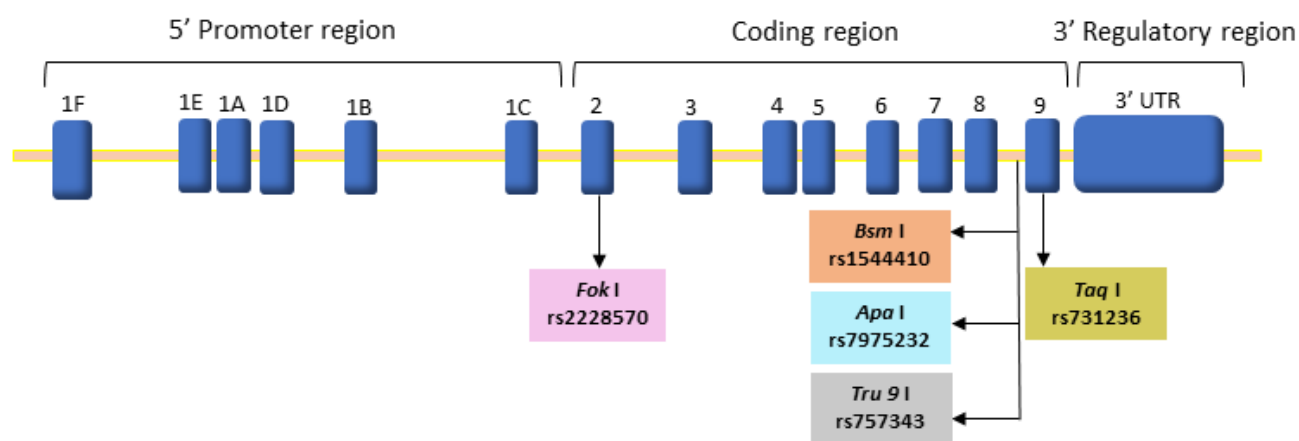 5' Promoter region
Coding region
3' Regulatory region
1F
1E
1A
1D
1B
1C
2
3
4
5
6
7
8
9
3' UTR
Bsm I
rs1544410
Fok I
rs2228570
Taq I
rs731236
Apa I
rs7975232
Tru 9 I
rs757343